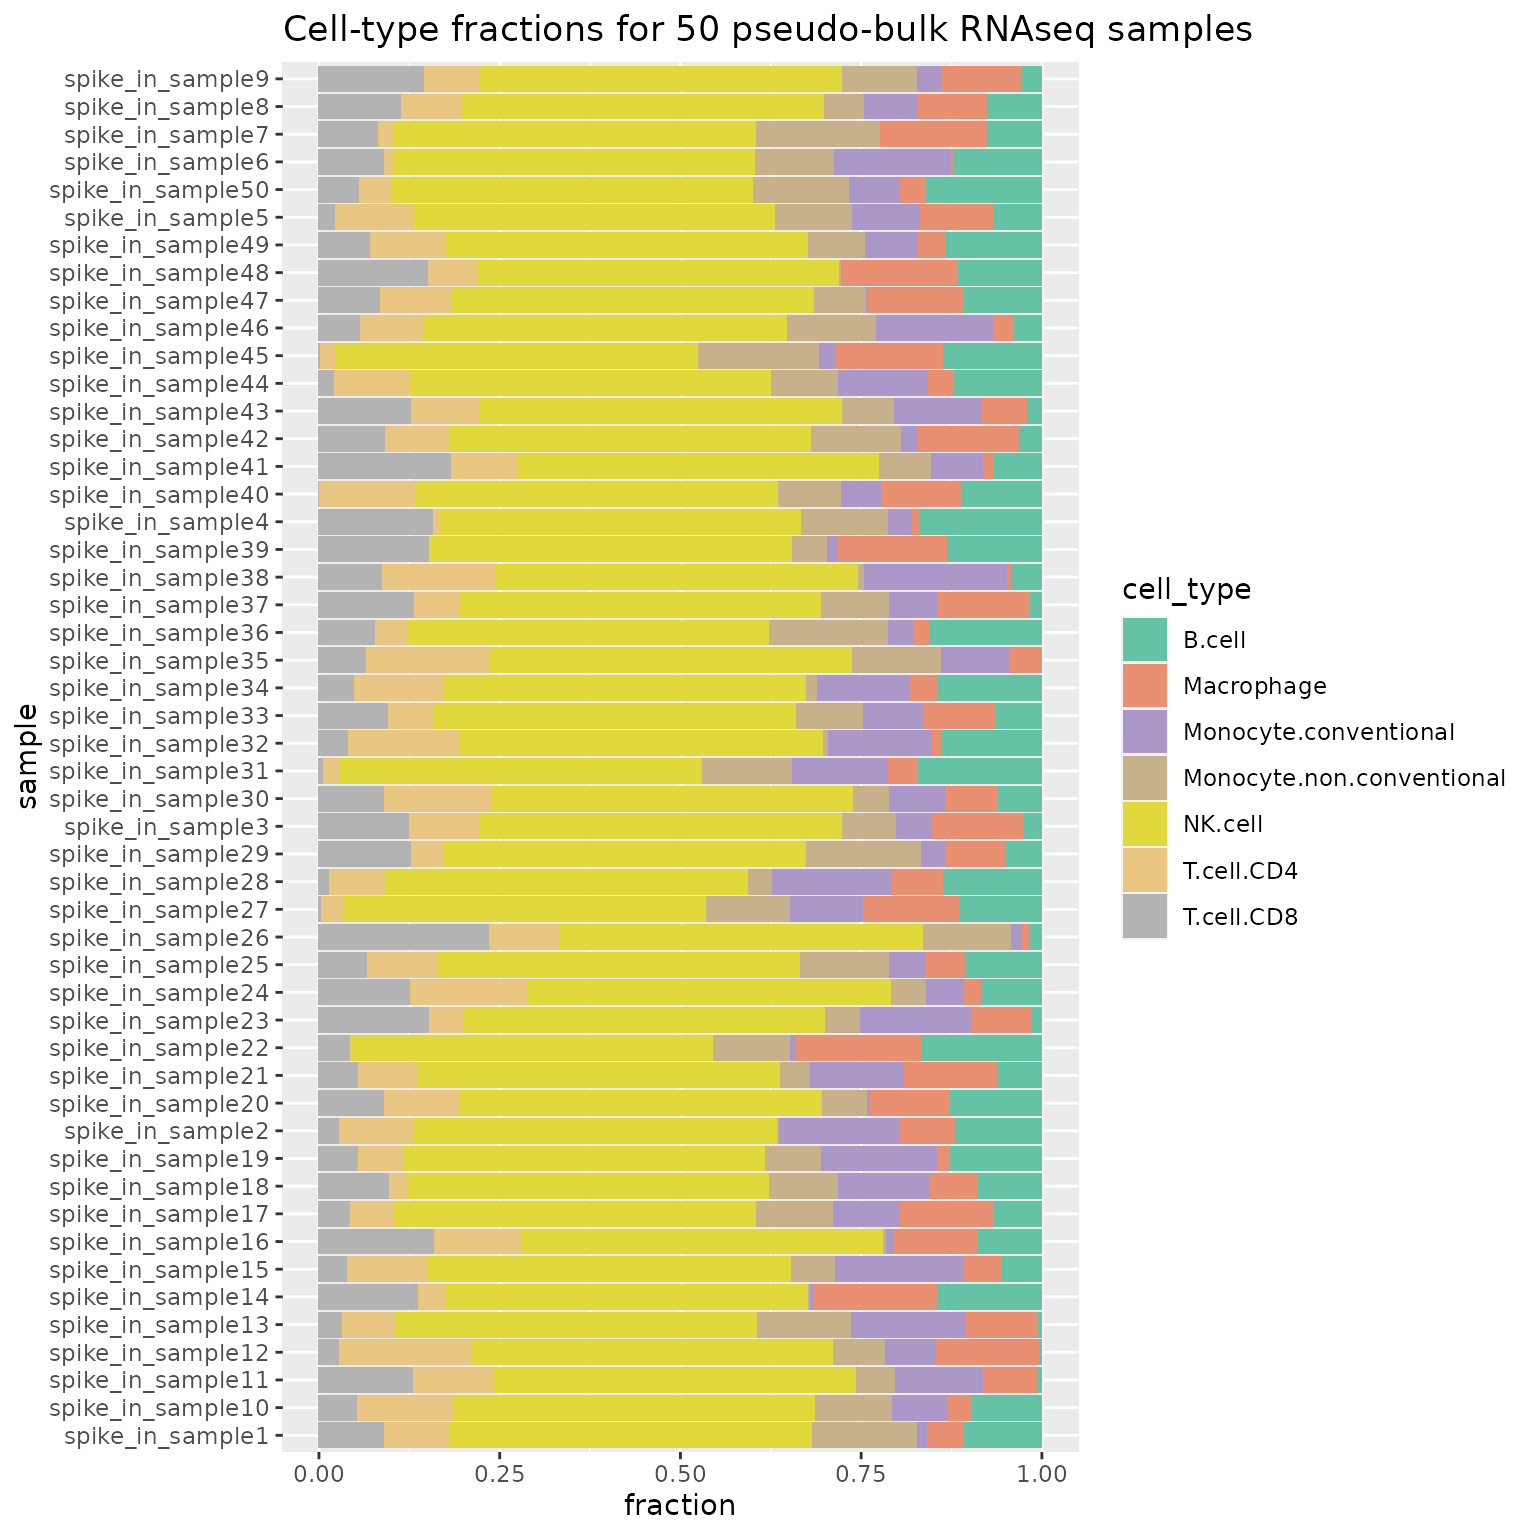 Cell-type fractions for 50 pseudo-bulk RNAseq samples
spike_in_sample9
spike_in_sample8
spike_in_sample7
spike_in_sample6
spike_in_sample50
spike_in_sample5
spike_in_sample49
spike_in_sample48
spike_in_sample47
spike_in_sample46
spike_in_sample45
spike_in_sample44
spike_in_sample43
spike_in_sample42
spike_in_sample41
spike_in_sample40
spike_in_sample4
spike_in_sample39
spike_in_sample38
spike_in_sample37
spike_in_sample36
spike_in_sample35
spike_in_sample34
spike_in_sample33
spike_in_sample32
spike_in_sample31
spike_in_sample30
spike_in_sample3
spike_in_sample29
spike_in_sample28
spike_in_sample27
spike_in_sample26
spike_in_sample25
spike_in_sample24
spike_in_sample23
spike_in_sample22
spike_in_sample21
spike_in_sample20
spike_in_sample2
spike_in_sample19
spike_in_sample18
spike_in_sample17
spike_in_sample16
spike_in_sample15
spike_in_sample14
spike_in_sample13
spike_in_sample12
spike_in_sample11
spike_in_sample10
spike_in_sample1
sample
0.00 0.25 0.50 0.75 1.00
fraction
cell_type
B.cell
Macrophage
Monocyte.conventional
Monocyte.non.conventional
NK.cell
T.cell.CD4
T.cell.CD8